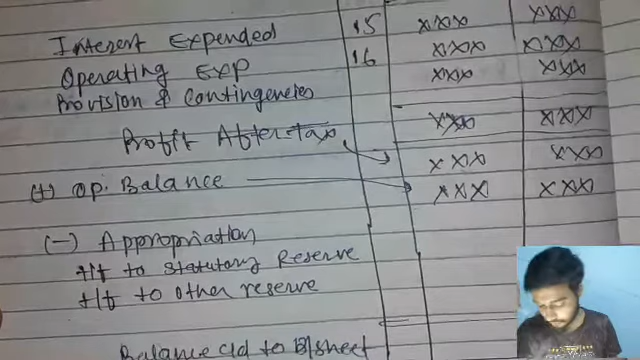 Interest Expended 15 xxx xxx
Operating Exp 16 xxx xxx
Provision & Contingencies xxx xxx
Profit After tax xxx xxx
xxx xxx
(+) Op. Balance xxx xxx
(-) Appropriation
t/f to Statutory Reserve
t/f to other reserve
Balance c/d to B/sheet